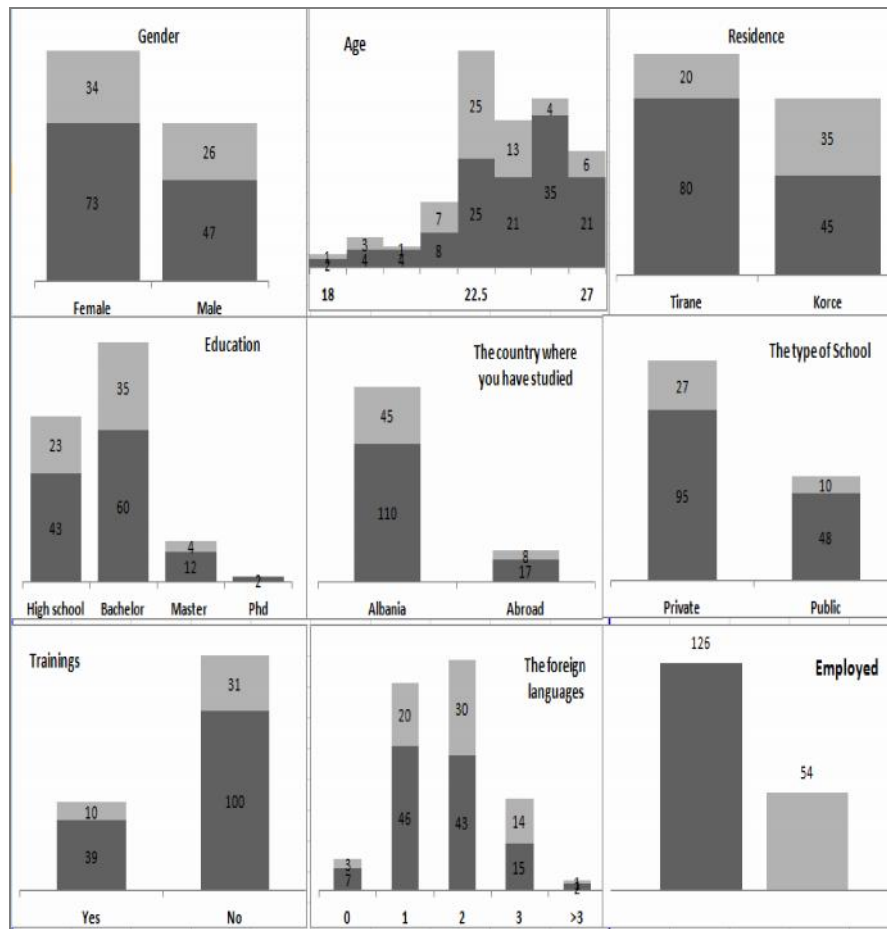 Gender
34
26
73
47
Female Male
Age
25
4
13
6
7
35
25
21
21
3
1
1
8
4
4
2
18 22.5 27
Residence
20
35
80
45
Tirane Korce
Education
35
23
60
43
4
12
2
High school Bachelor Master Phd
The country where
you have studied
45
110
8
17
Albania Abroad
The type of School
27
10
95
48
Private Public
Trainings
31
10
100
39
Yes No
The foreign
languages
20
30
46
43
14
15
3
7
1
2
0 1 2 3 >3
126
Employed
54